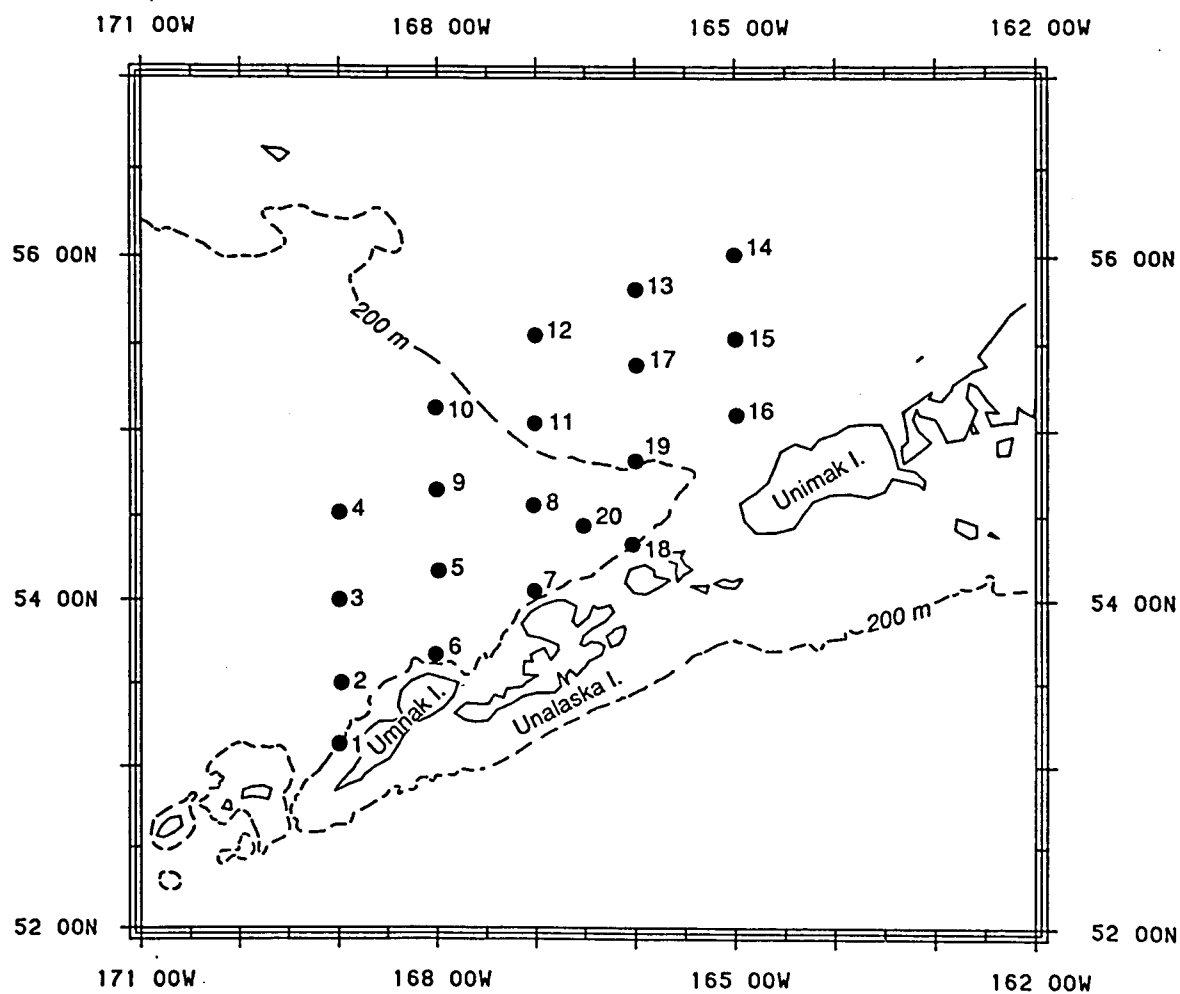 171 00W 168 00W 165 00W 162 00W
56 00N 14 56 00N
13
200 m 12
17 15
10 11 16
19
Unimak I.
9
4 8 20
5 18
3 7
54 00N 54 00N
200 m
6
2
Umnak I. Unalaska I.
1
52 00N 52 00N
171 00W 168 00W 165 00W 162 00W